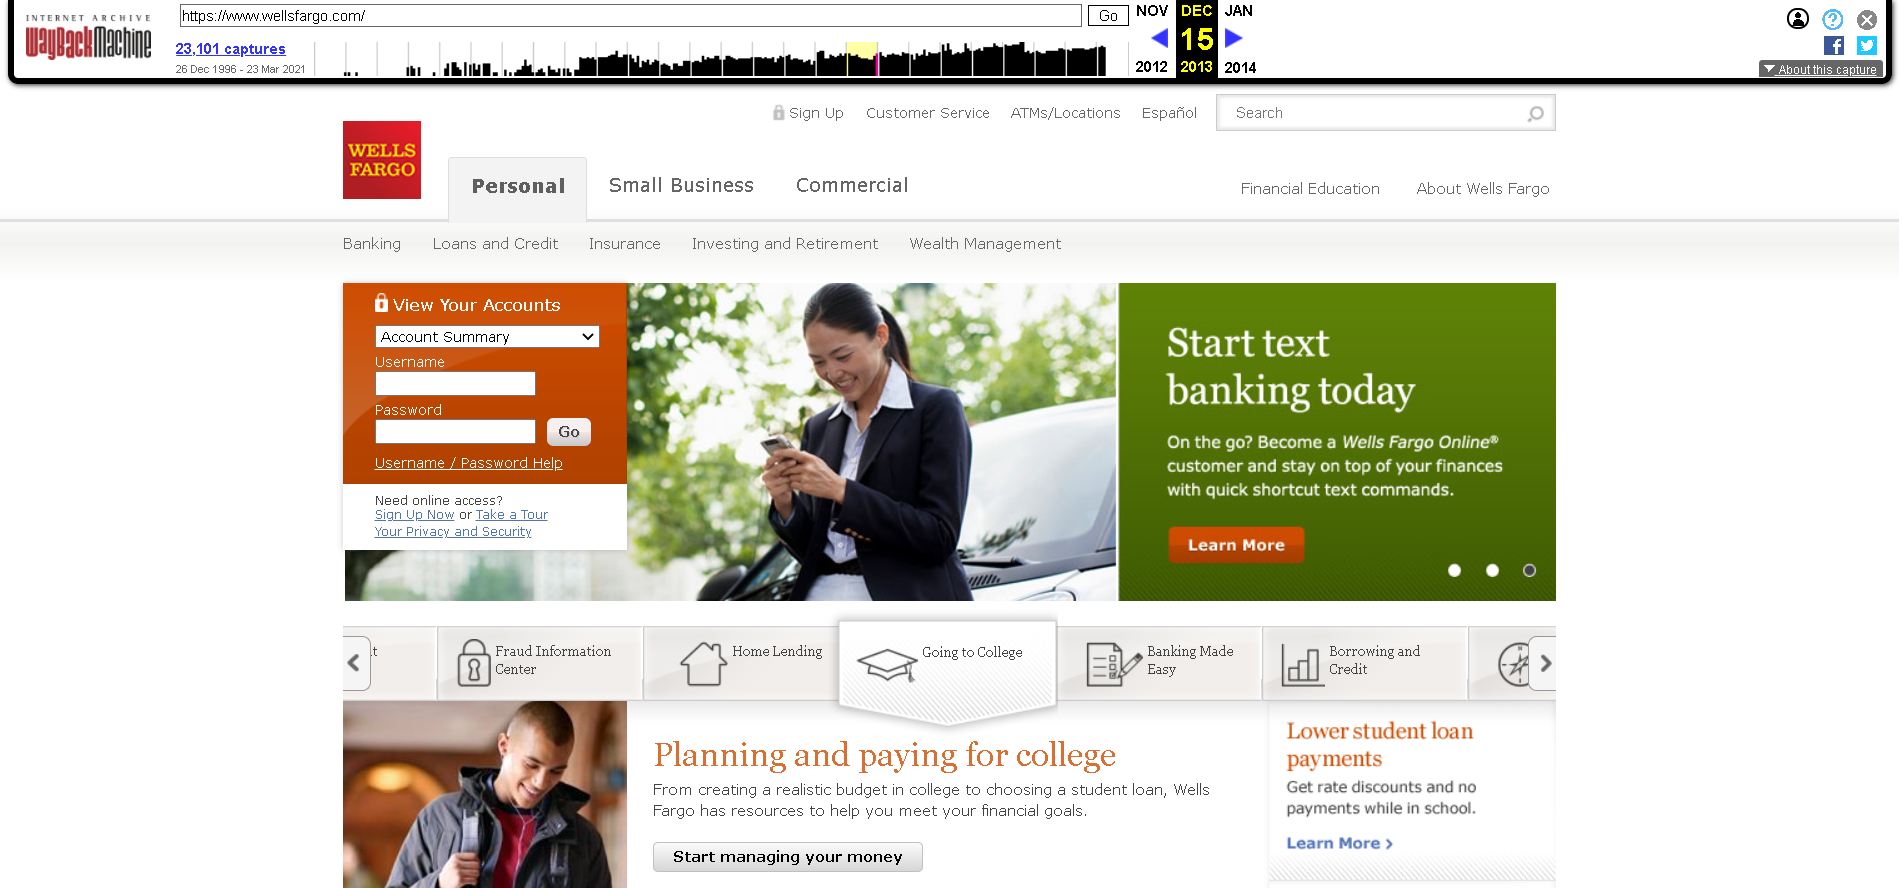 INTERNET ARCHIVE
WayBackMachine
https://www.wellsfargo.com/
Go
23,101 captures
26 Dec 1996 - 23 Mar 2021
NOV
DEC
JAN
15
2012
2013
2014
About this capture
Sign Up
Customer Service
ATMs/Locations
Español
Search
WELLS
FARGO
Personal
Small Business
Commercial
Financial Education
About Wells Fargo
Banking
Loans and Credit
Insurance
Investing and Retirement
Wealth Management
View Your Accounts
Account Summary
Username
Password
Go
Username / Password Help
Need online access?
Sign Up Now or Take a Tour
Your Privacy and Security
Start text
banking today
On the go? Become a Wells Fargo Online®
customer and stay on top of your finances
with quick shortcut text commands.
Learn More
Fraud Information
Center
Home Lending
Going to College
Banking Made
Easy
Borrowing and
Credit
Planning and paying for college
From creating a realistic budget in college to choosing a student loan, Wells
Fargo has resources to help you meet your financial goals.
Start managing your money
Lower student loan
payments
Get rate discounts and no
payments while in school.
Learn More